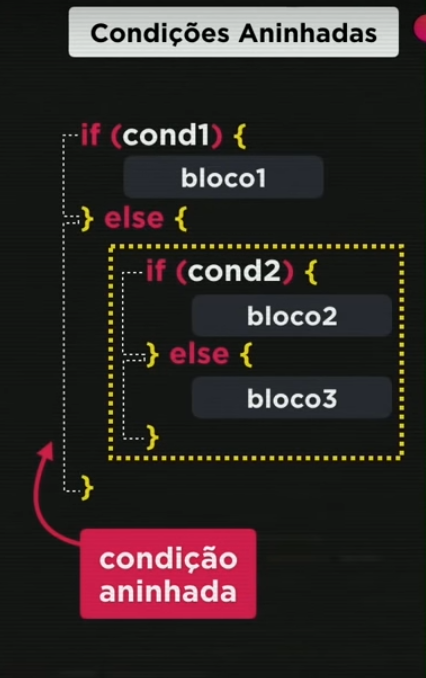 Condições Aninhadas
if (cond1) {
bloco1
} else {
if (cond2) {
bloco2
} else {
bloco3
}
}
condição
aninhada